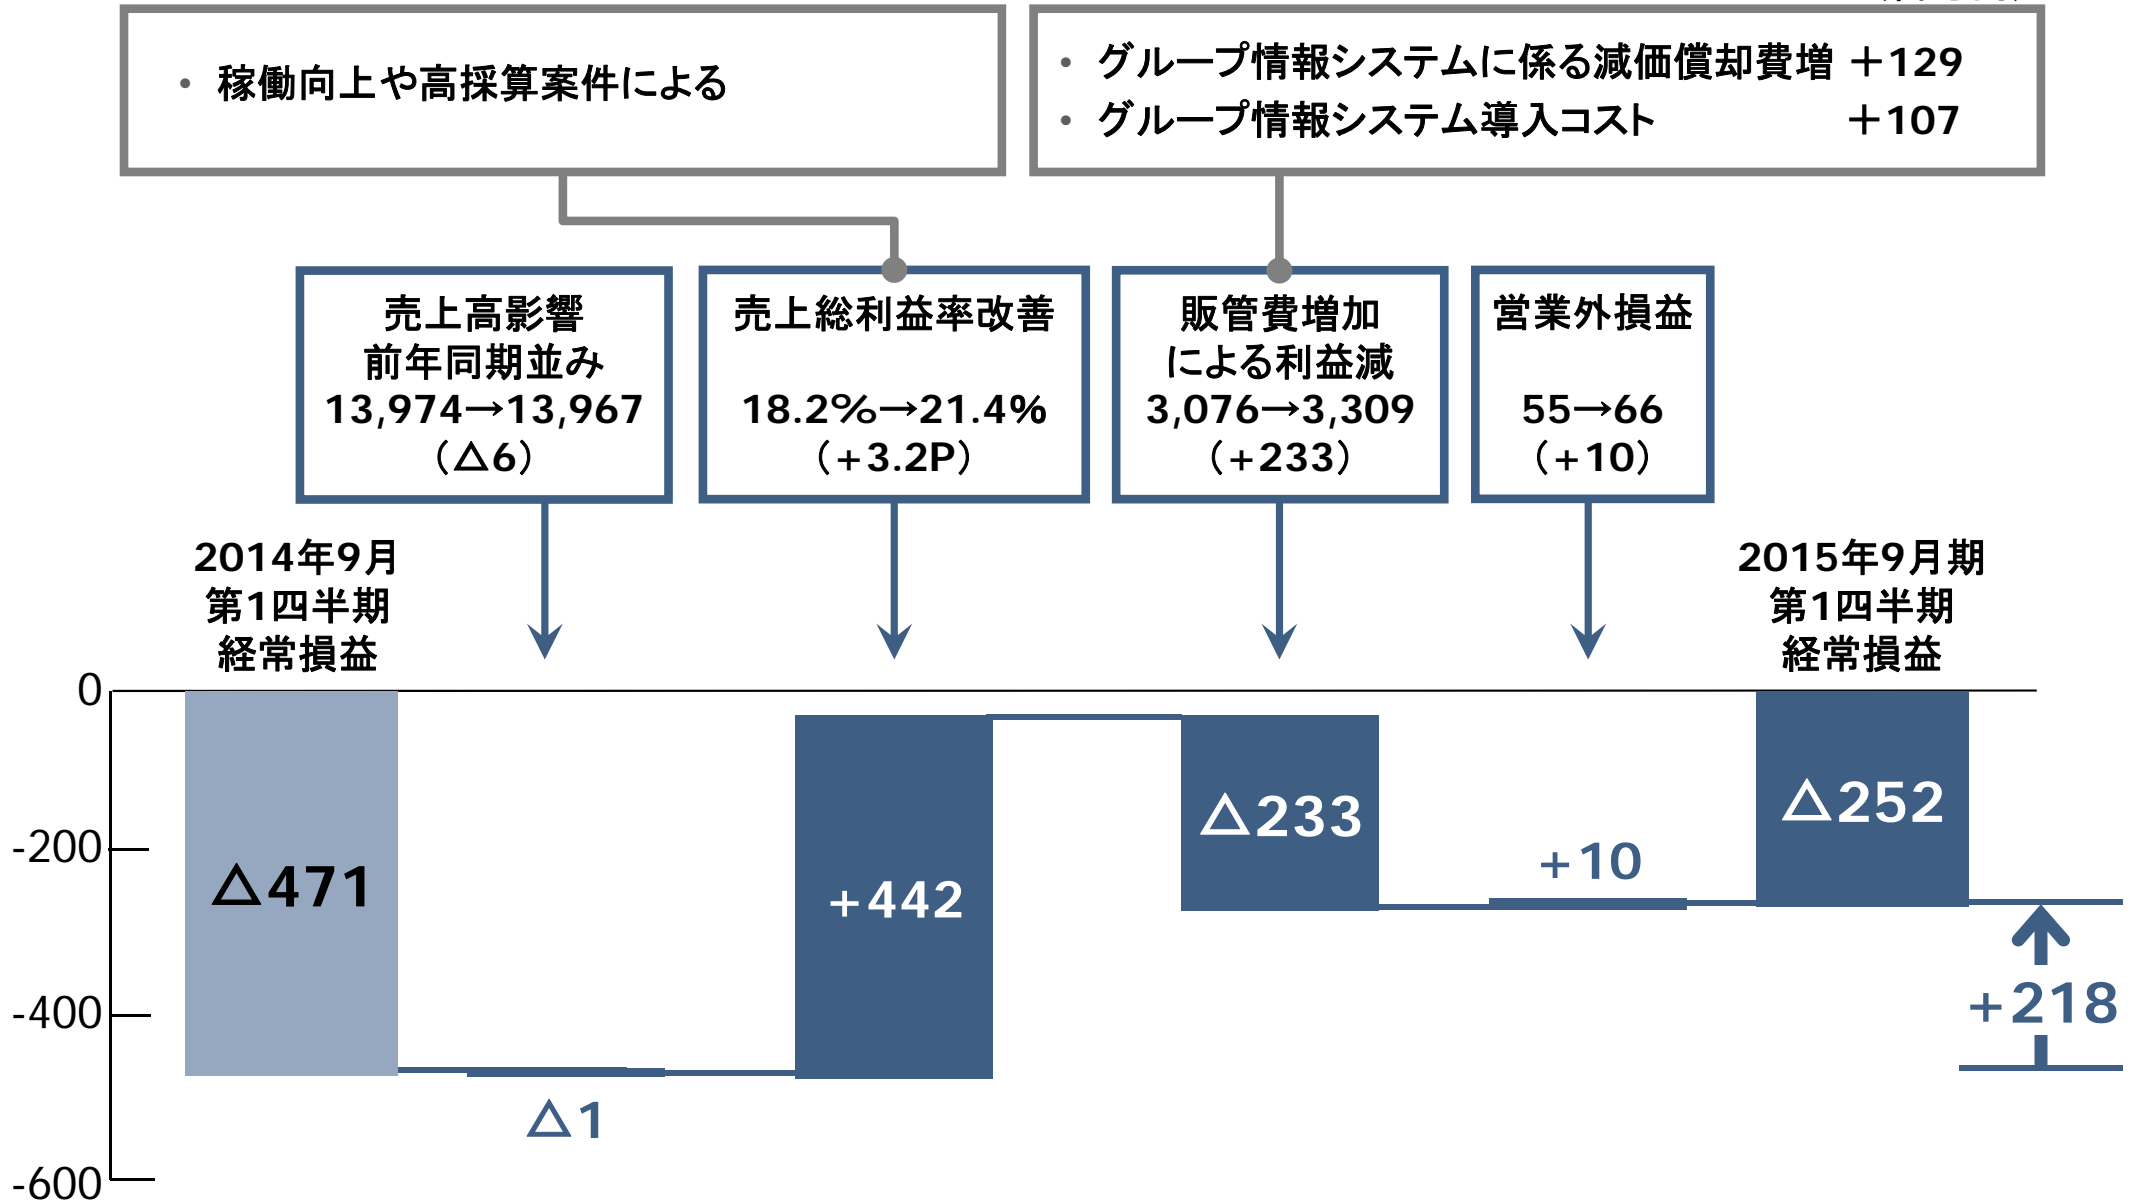 ・ 稼働向上や高採算案件による
・ グループ情報システムに係る減価償却費増 +129
・ グループ情報システム導入コスト +107
売上高影響
前年同期並み
13,974→13,967
(△6)
売上総利益率改善
18.2%→21.4%
(+3.2P)
販管費増加
による利益減
3,076→3,309
(+233)
営業外損益
55→66
(+10)
2014年9月
第1四半期
経常損益
2015年9月期
第1四半期
経常損益
0
-200
-400
-600
△471
△1
+442
△233
+10
△252
+218